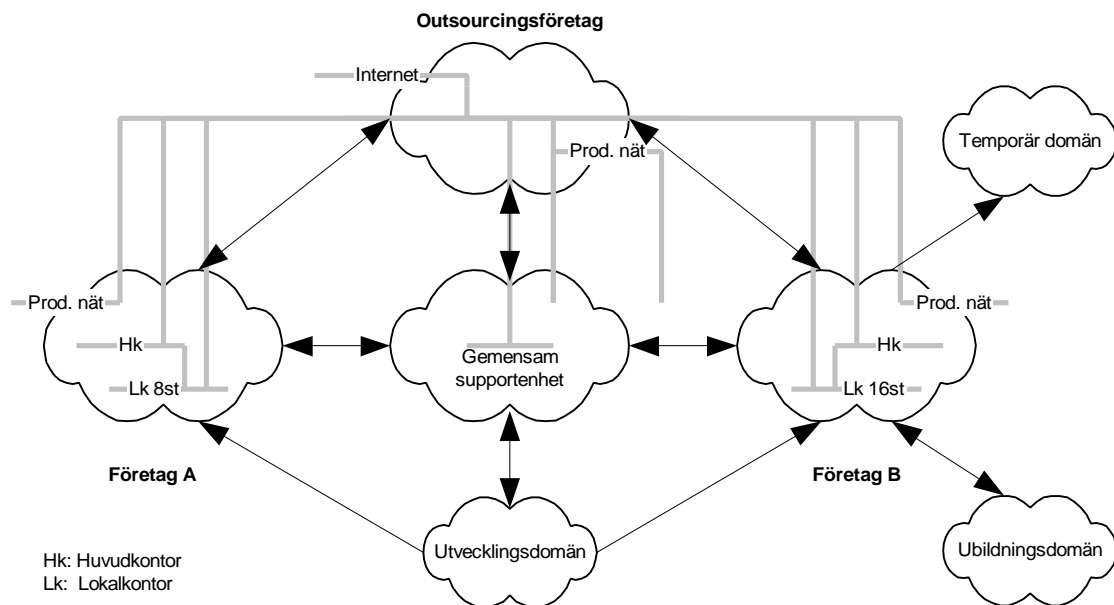 Outsourcingsföretag
Internet
Prod. nät
Temporär domän
Prod. nät
Hk
Lk 8st
Gemensam
supportenhet
Prod. nät
Hk
Lk 16st
Företag A
Företag B
Utvecklingsdomän
Ubildningsdomän
Hk: Huvudkontor
Lk: Lokalkontor